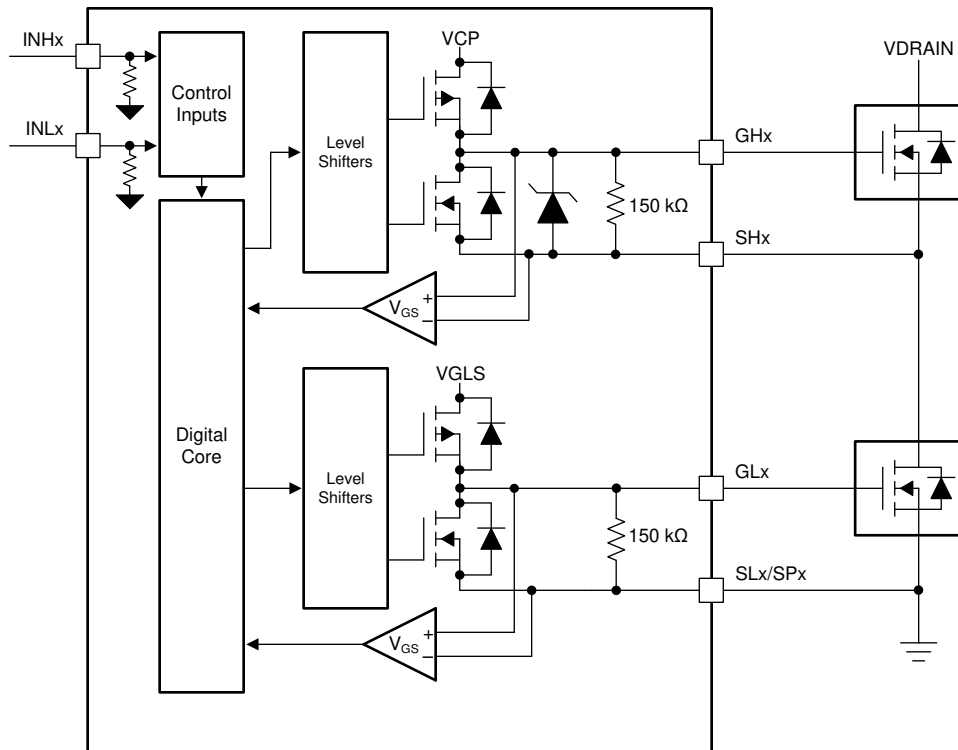 INHx
INLx
Control
Inputs
Level
Shifters
VCP
VDRAIN
GHx
150 kΩ
SHx
VGS
+
−
Digital
Core
Level
Shifters
VGLS
GLx
150 kΩ
SLx/SPx
VGS
+
−